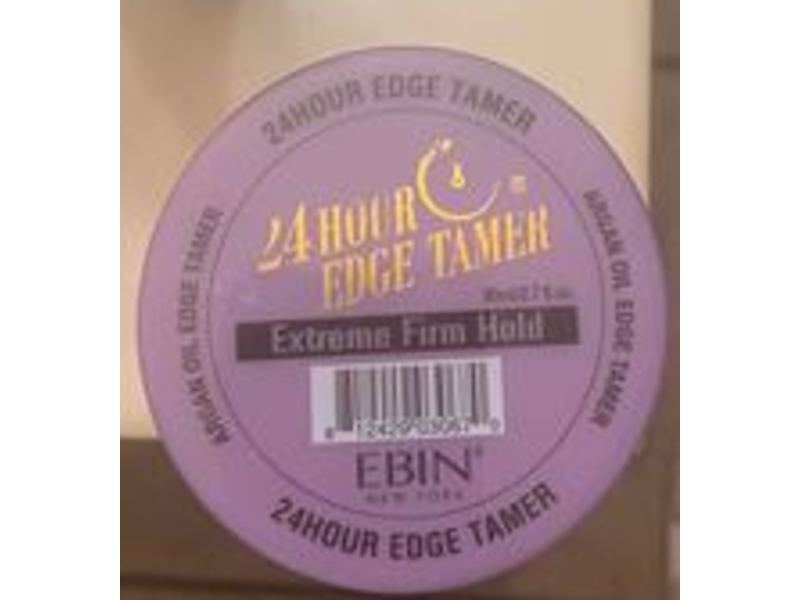 24HOUR EDGE TAMER
24 HOUR
EDGE TAMER
Extreme Firm Hold
EBIN
NEW YORK
24HOUR EDGE TAMER
ARGAN OIL EDGE TAMER
ARGAN OIL EDGE TAMER